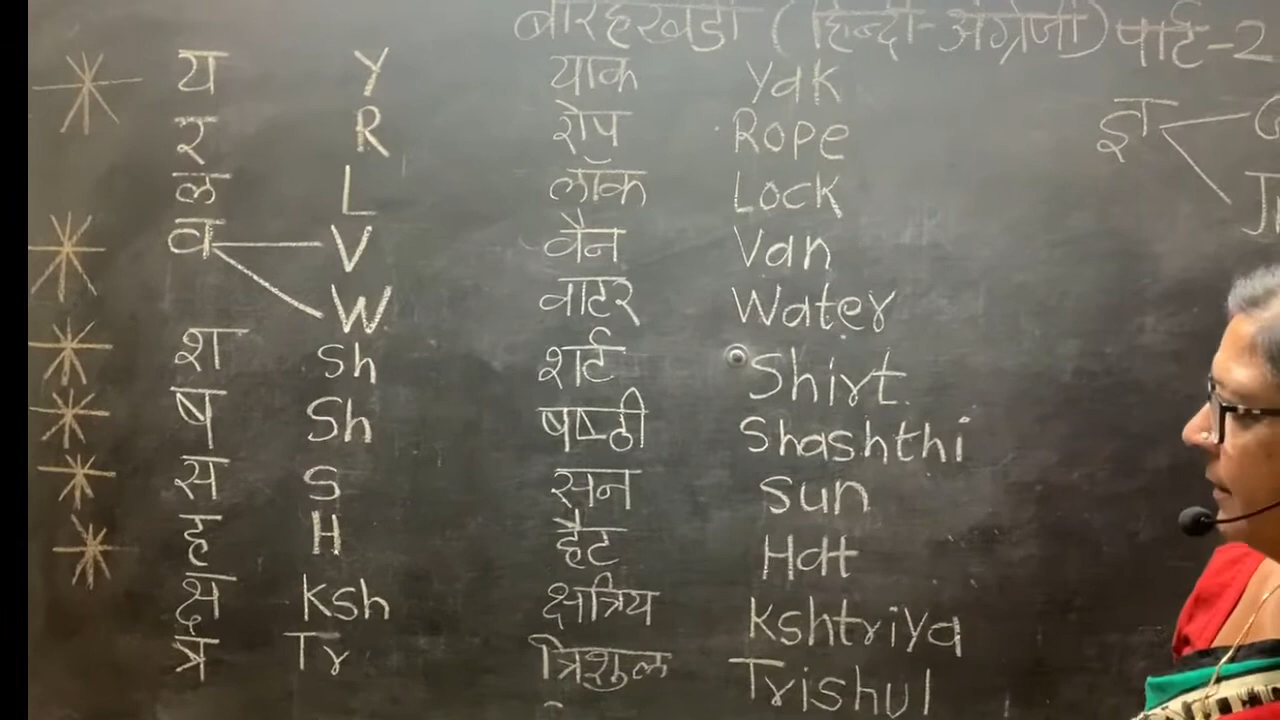 बारहखडी (हिन्दी-अंग्रेजी) पार्ट-2
य Y याक Yak
र R रोप Rope
ल L लॉक Lock
व V वैन Van
W वाटर Water
श Sh शर्ट Shirt.
ष Sh षष्ठी Shashthi
स S सन Sun
ह H हैट Hat
क्ष Ksh क्षत्रिय Kshtriya
त्र Tr त्रिशुल Trishul
ज्ञ